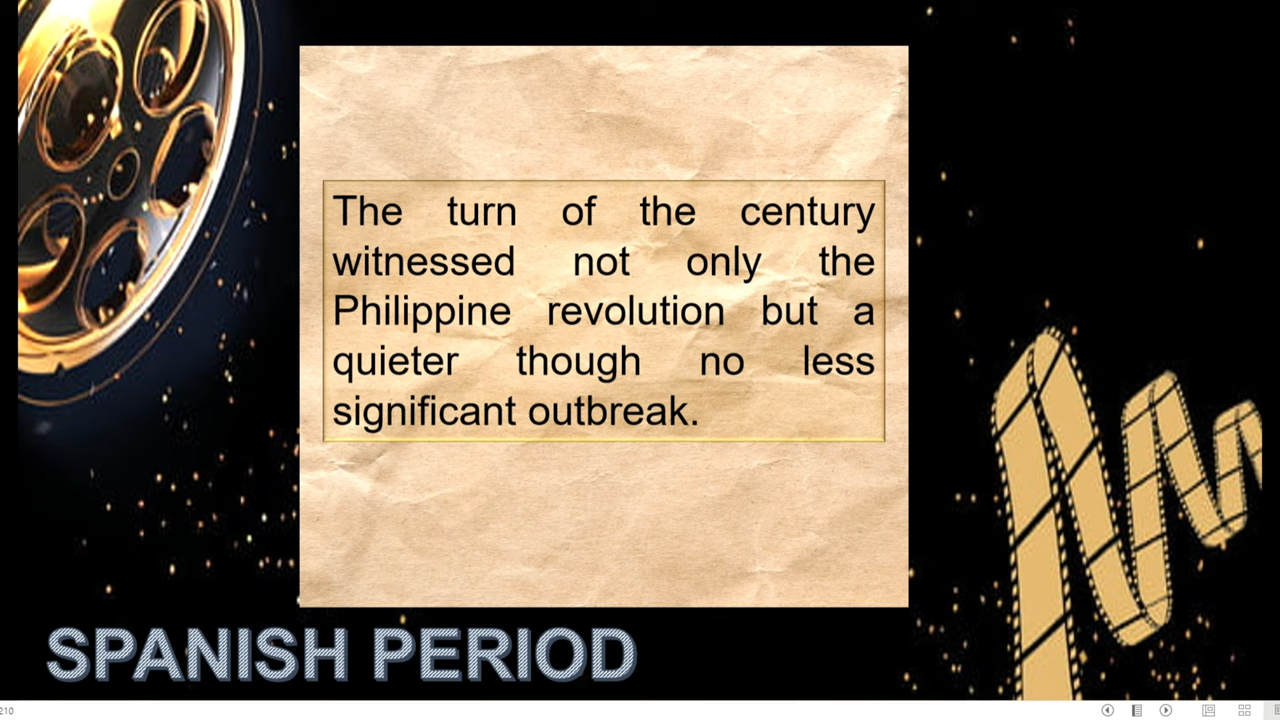 The turn of the century
witnessed not only the
Philippine revolution but a
quieter though no less
significant outbreak.
SPANISH PERIOD
210